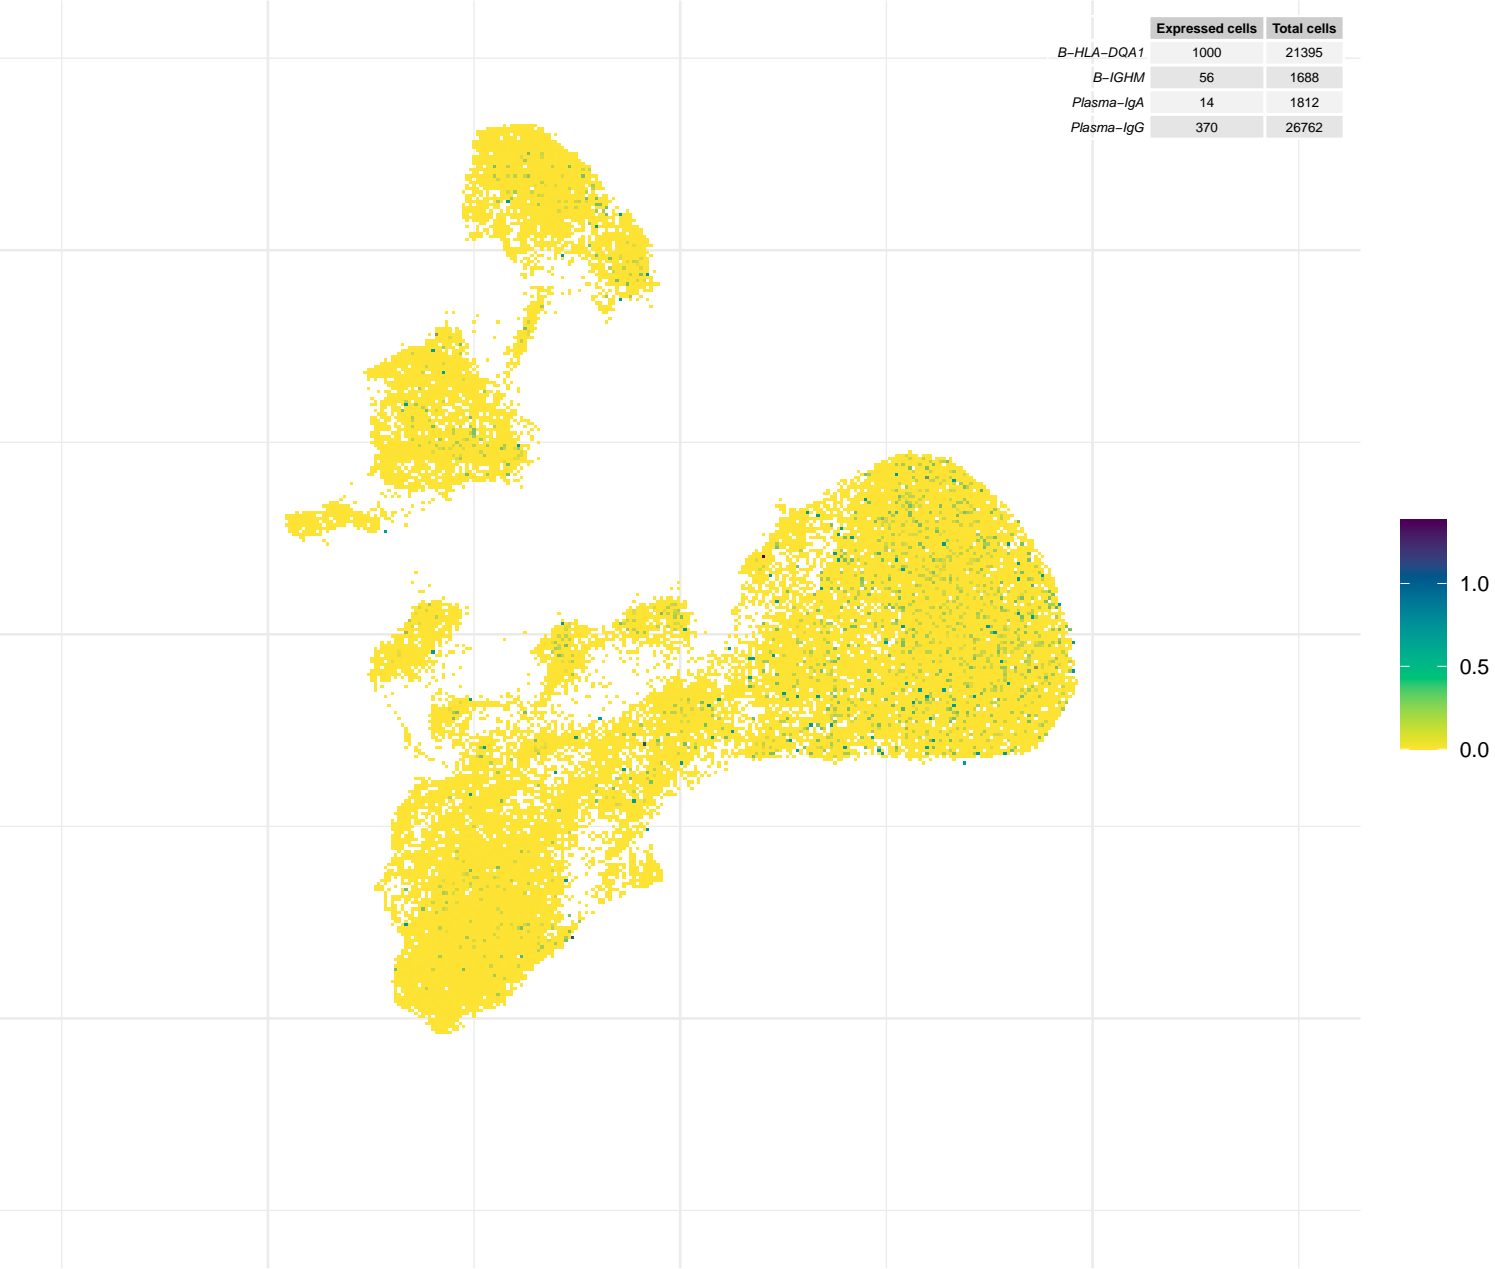 Expressed cells Total cells
B−HLA−DQA1 1000 21395
B−IGHM 56 1688
Plasma−IgA 14 1812
Plasma−IgG 370 26762
1.0
0.5
0.0